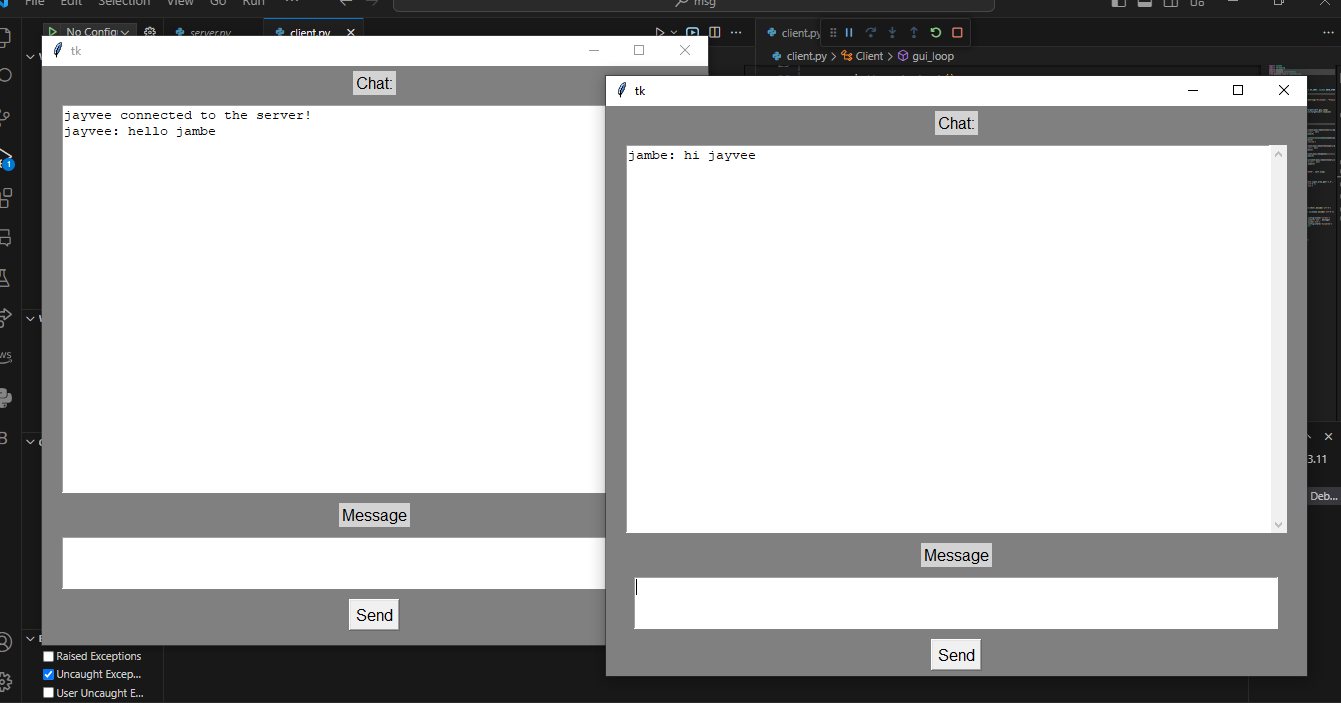 File Edit Selection View Go Run ...
msg
No Config
server.py
client.py
client.py
client.py > Client > gui_loop
tk
Chat:
jayvee connected to the server!
jayvee: hello jambe
Message
Send
tk
Chat:
jambe: hi jayvee
Message
Send
1
3.11
Deb...
Raised Exceptions
Uncaught Excep...
User Uncaught E...